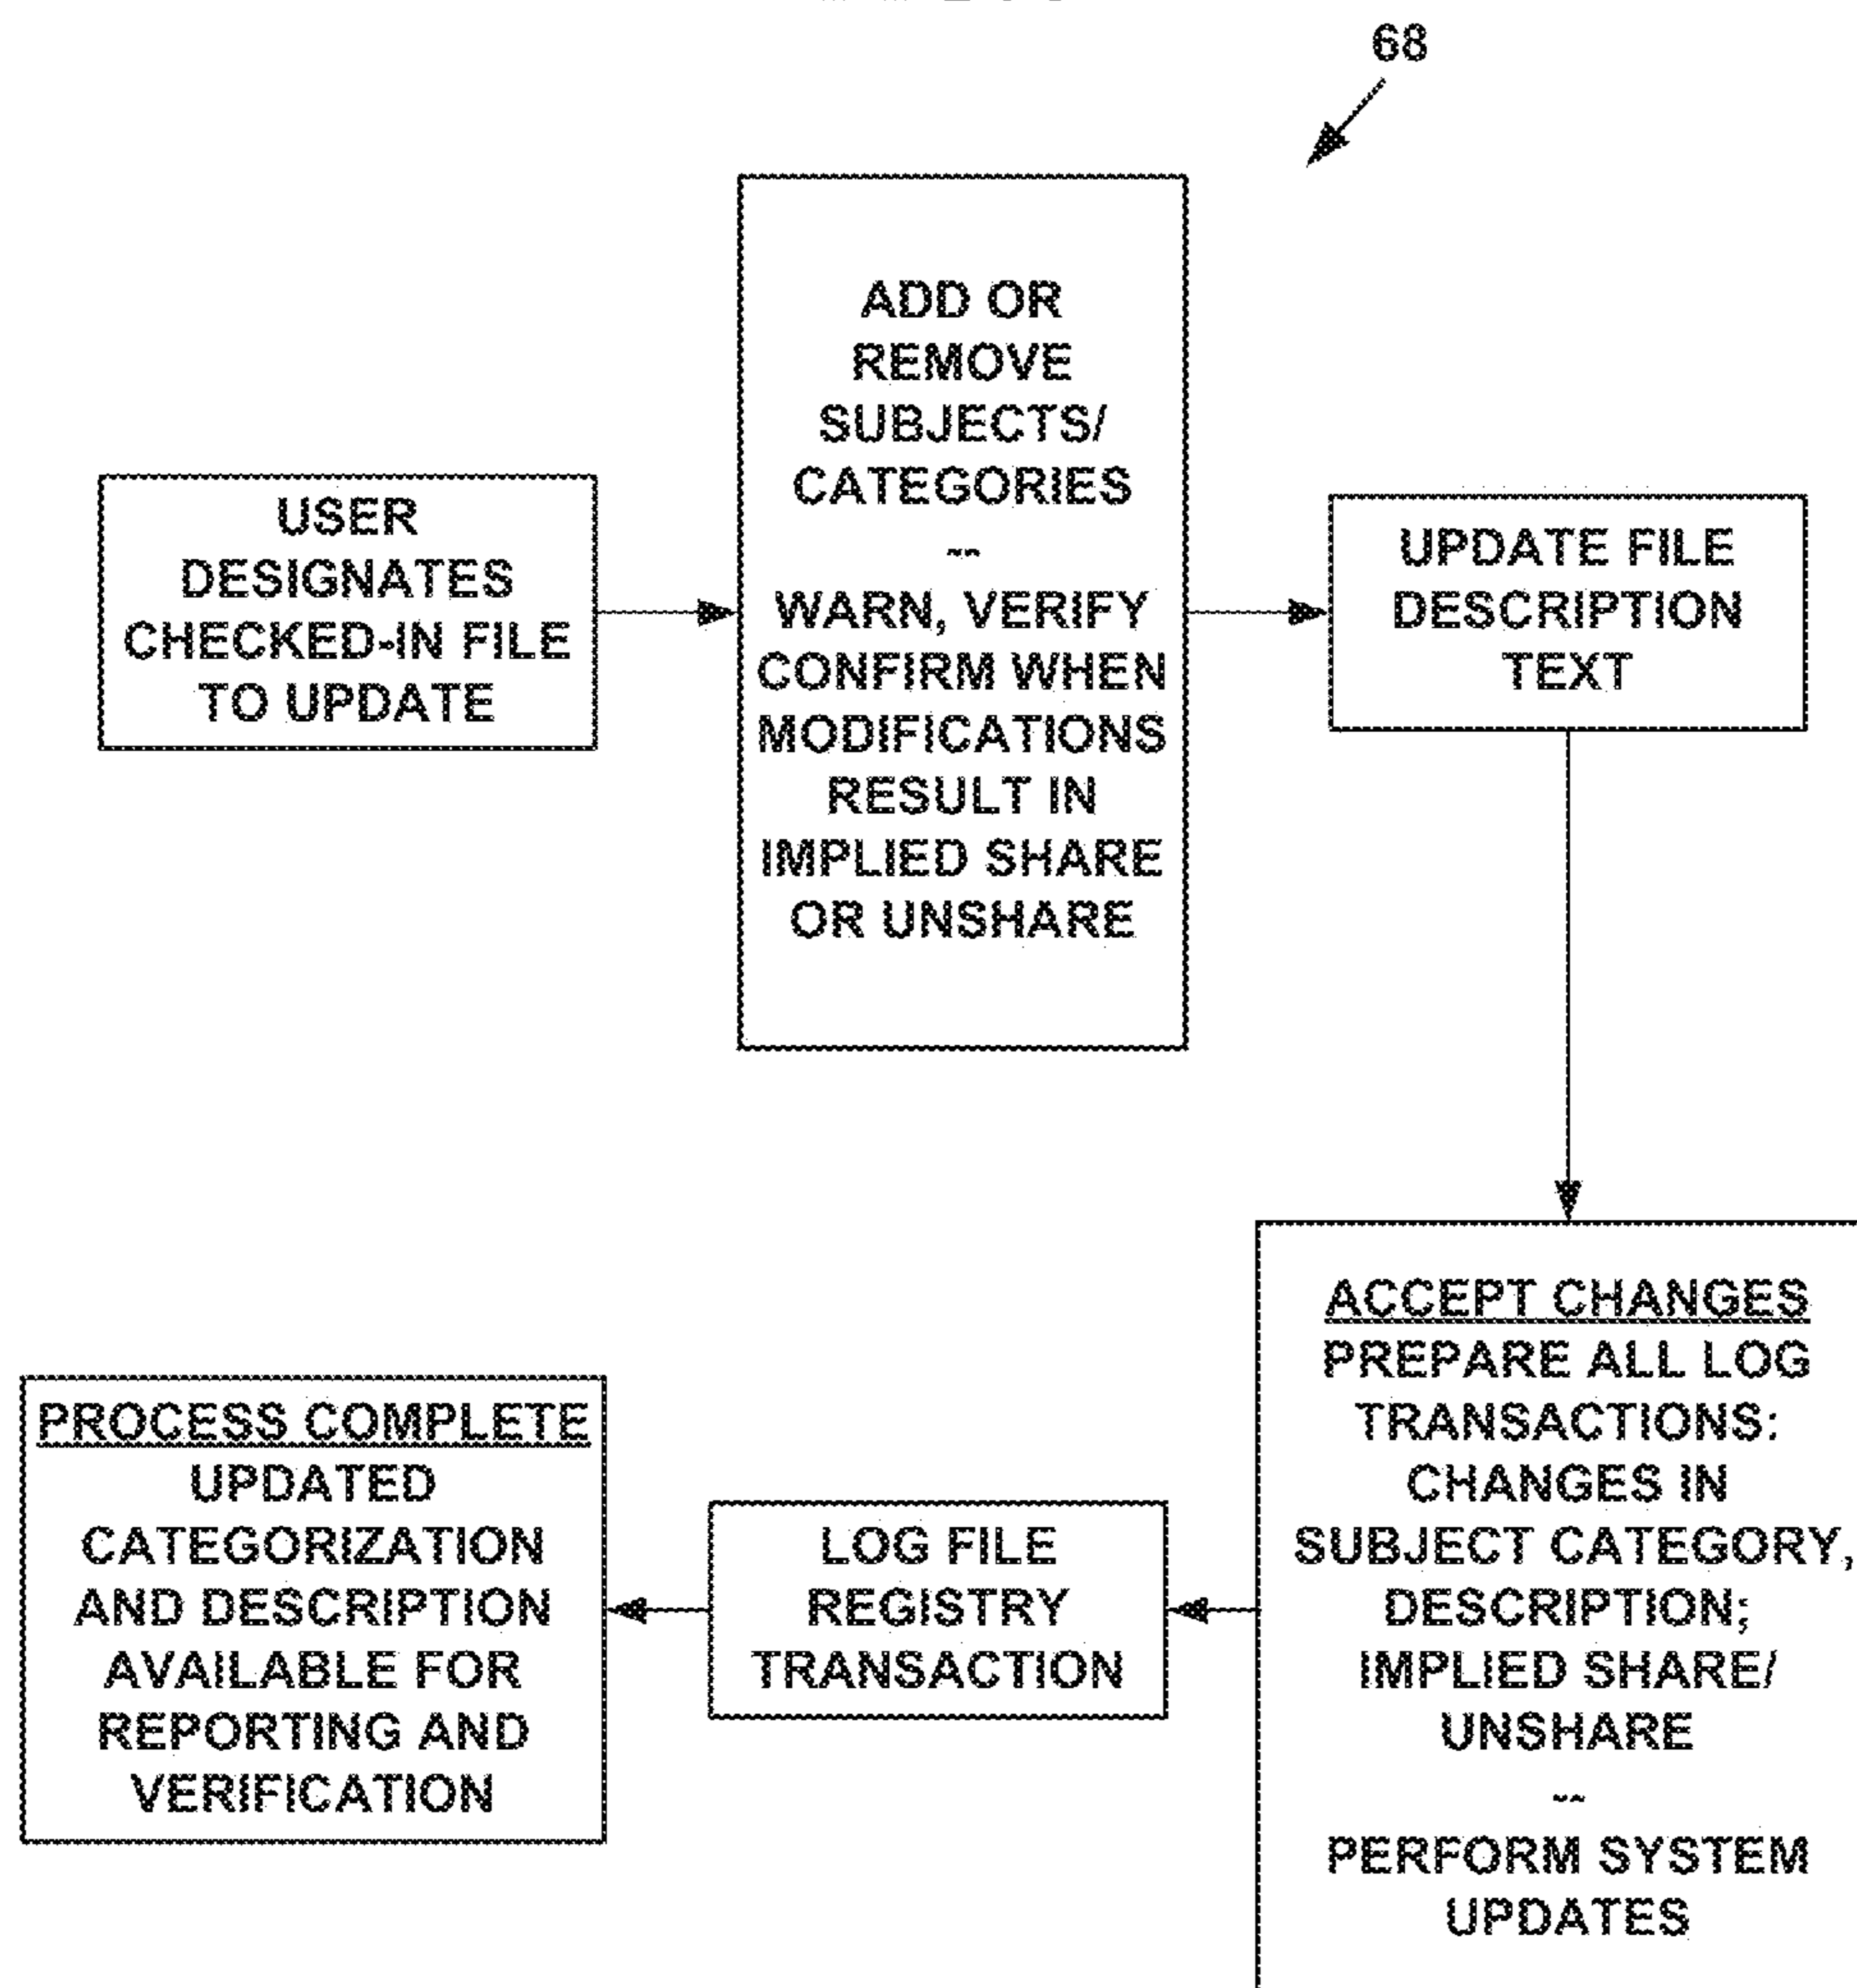 68
USER
DESIGNATES
CHECKED-IN FILE
TO UPDATE
ADD OR
REMOVE
SUBJECTS/
CATEGORIES
~~
WARN, VERIFY
CONFIRM WHEN
MODIFICATIONS
RESULT IN
IMPLIED SHARE
OR UNSHARE
UPDATE FILE
DESCRIPTION
TEXT
ACCEPT CHANGES
PREPARE ALL LOG
TRANSACTIONS:
CHANGES IN
SUBJECT CATEGORY,
DESCRIPTION;
IMPLIED SHARE/
UNSHARE
~~
PERFORM SYSTEM
UPDATES
LOG FILE
REGISTRY
TRANSACTION
PROCESS COMPLETE
UPDATED
CATEGORIZATION
AND DESCRIPTION
AVAILABLE FOR
REPORTING AND
VERIFICATION